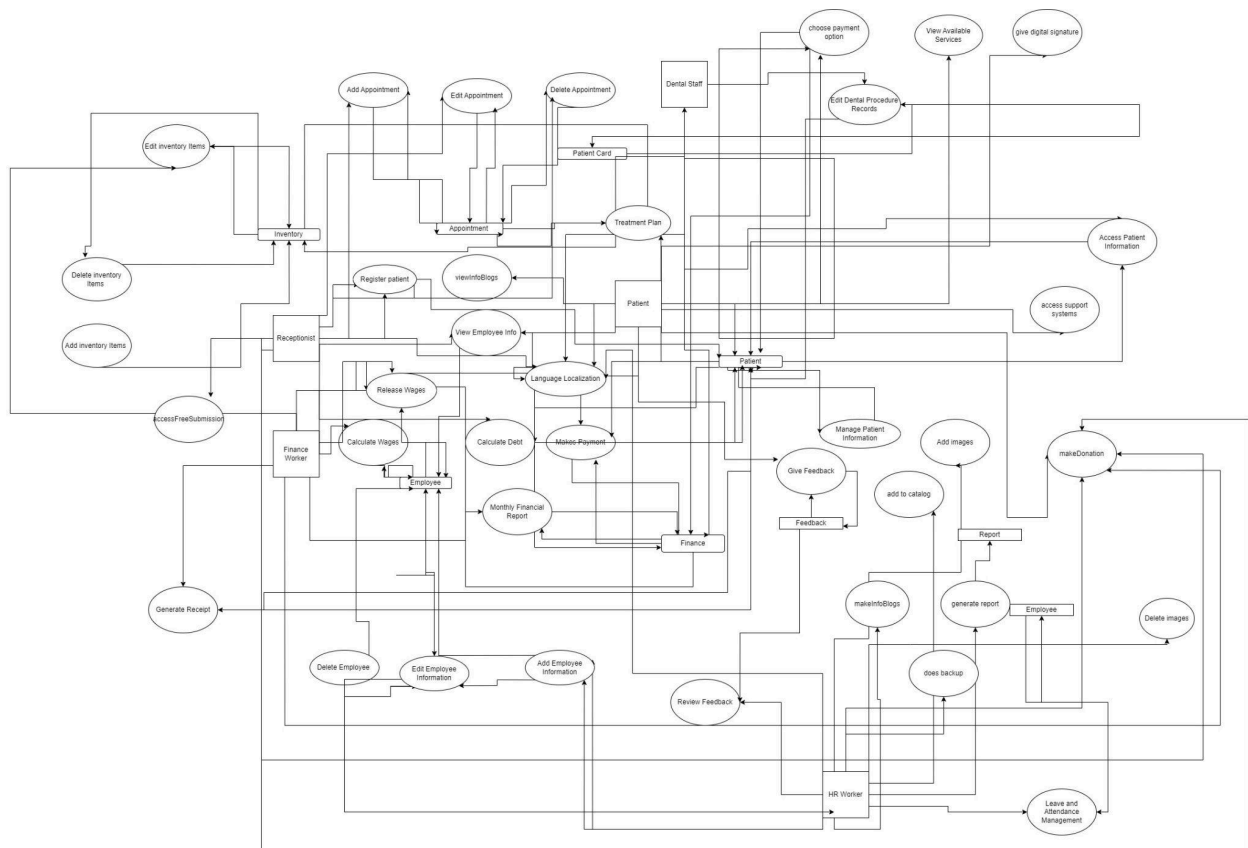 choose payment
option
View Available
Services
give digital signature
Dental Staff
Add Appointment
Edit Appointment
Delete Appointment
Edit Dental Procedure
Records
Edit inventory Items
Patient Card
Treatment Plan
Appointment
Inventory
Access Patient
Information
Delete inventory
Items
Register patient
viewInfoBlogs
Patient
access support
systems
Receptionist
View Employee Info
Add inventory Items
Patient
Language Localization
Release Wages
accessFreeSubmission
Finance
Worker
Calculate Wages
Calculate Debt
Makes Payment
Manage Patient
Information
Add images
makeDonation
Give Feedback
Employee
add to catalog
Monthly Financial
Report
Feedback
Report
Finance
Generate Receipt
makeInfoBlogs
generate report
Employee
Delete images
Delete Employee
Edit Employee
Information
Add Employee
Information
does backup
Review Feedback
HR Worker
Leave and
Attendance
Management